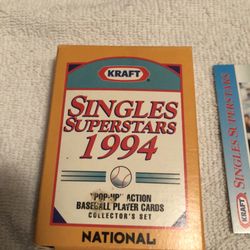 KRAFT
SINGLES
SUPERSTARS
1994
"POP-UP" ACTION
BASEBALL PLAYER CARDS
COLLECTOR'S SET
NATIONAL
KRAFT
SINGLES SUPERSTARS